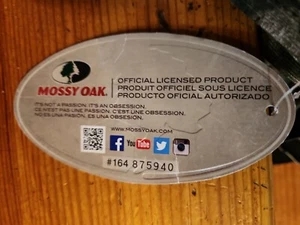 MOSSY OAK.
OFFICIAL LICENSED PRODUCT
PRODUIT OFFICIEL SOUS LICENCE
PRODUCTO OFICIAL AUTORIZADO
IT'S NOT A PASSION. IT'S AN OBSESSION.
CE N'EST PAS UNE PASSION, C'EST UNE OBSESSION.
NO ES UNA PASIÓN, ES UNA OBSESIÓN.
WWW.MOSSYOAK.COM
f You Tube
#164 875940